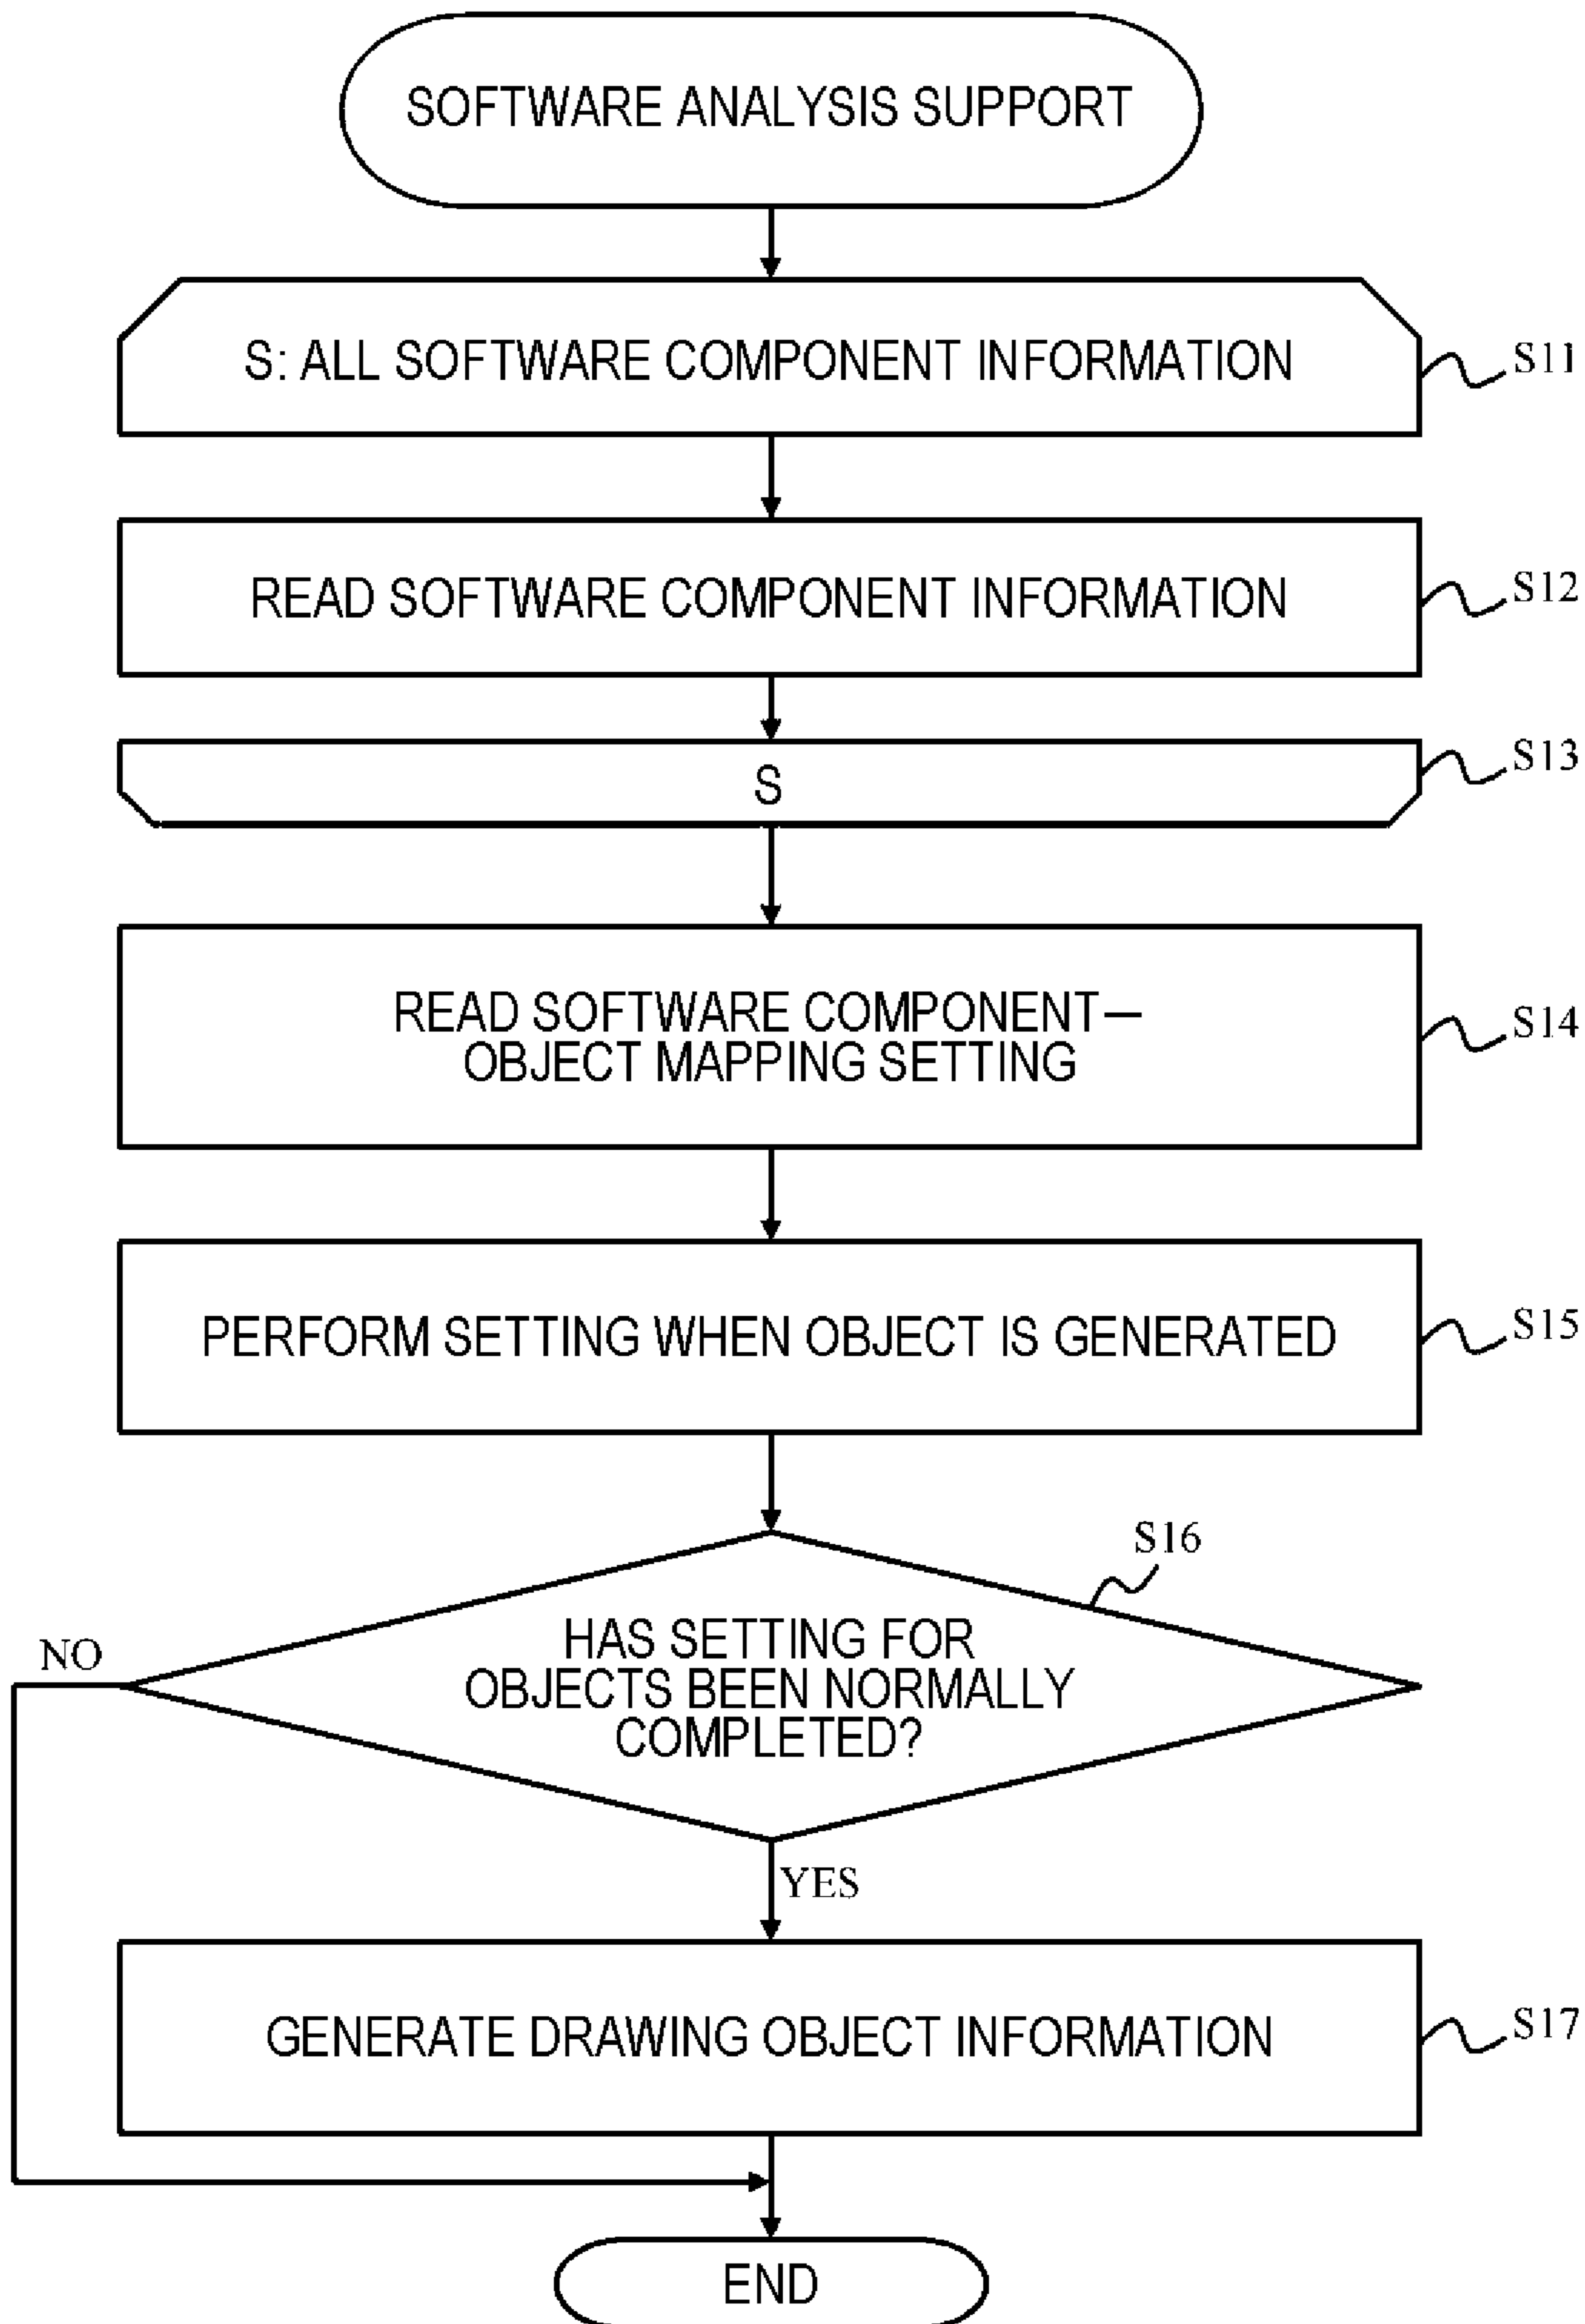 SOFTWARE ANALYSIS SUPPORT
S: ALL SOFTWARE COMPONENT INFORMATION
S11
READ SOFTWARE COMPONENT INFORMATION
S12
S
S13
READ SOFTWARE COMPONENT—
OBJECT MAPPING SETTING
S14
PERFORM SETTING WHEN OBJECT IS GENERATED
S15
S16
HAS SETTING FOR
OBJECTS BEEN NORMALLY
COMPLETED?
NO
YES
GENERATE DRAWING OBJECT INFORMATION
S17
END